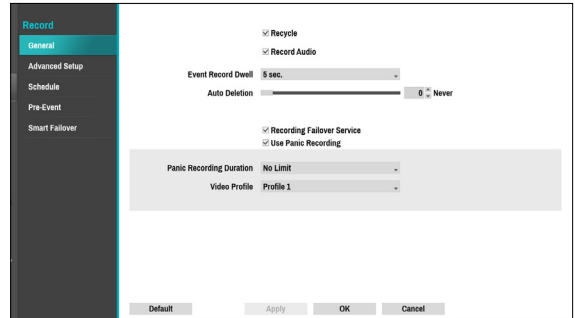 Record
General
Advanced Setup
Schedule
Pre-Event
Smart Failover
Recycle
Record Audio
Event Record Dwell 5 sec.
Auto Deletion 0 Never
Recording Failover Service
Use Panic Recording
Panic Recording Duration No Limit
Video Profile Profile 1
Default Apply OK Cancel